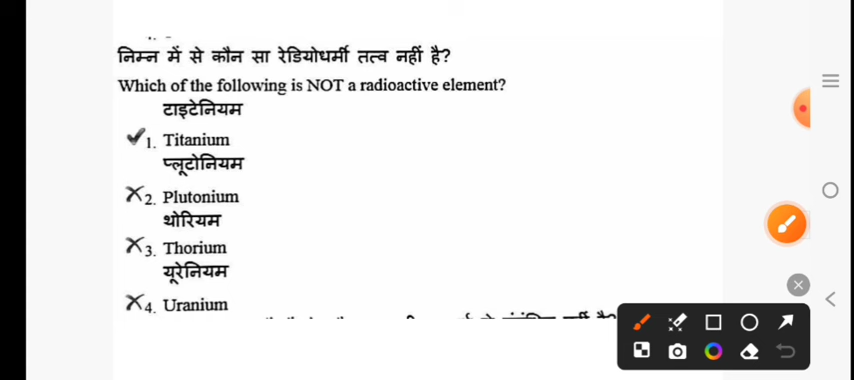 निम्न में से कौन सा रेडियोधर्मी तत्व नहीं है?
Which of the following is NOT a radioactive element?
टाइटेनियम
1. Titanium
प्लूटोनियम
2. Plutonium
थोरियम
3. Thorium
यूरेनियम
4. Uranium